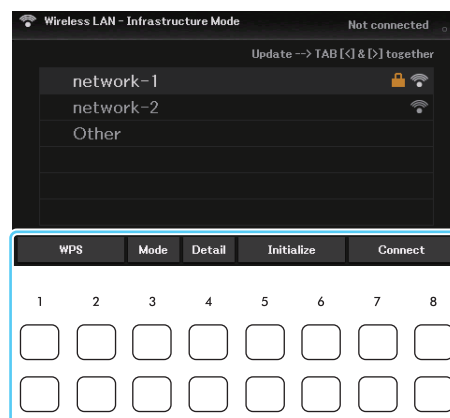 Wireless LAN - Infrastructure Mode Not connected
Update --> TAB [<] & [>] together
network-1
network-2
Other
WPS Mode Detail Initialize Connect
1 2 3 4 5 6 7 8